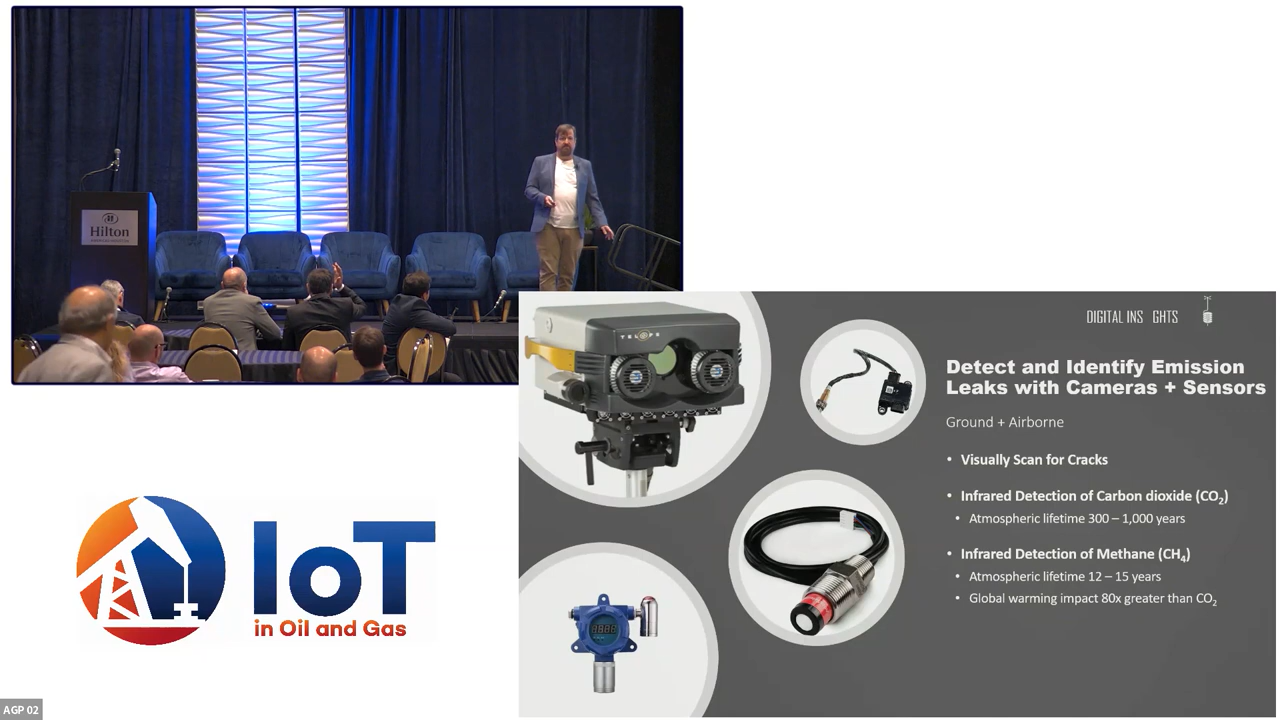 Hilton
TELOPS
DIGITAL INS GHTS
Detect and Identify Emission
Leaks with Cameras + Sensors
Ground + Airborne
• Visually Scan for Cracks
• Infrared Detection of Carbon dioxide (CO₂)
• Atmospheric lifetime 300 – 1,000 years
• Infrared Detection of Methane (CH₄)
• Atmospheric lifetime 12 – 15 years
• Global warming impact 80x greater than CO₂
IoT
in Oil and Gas
AGP 02